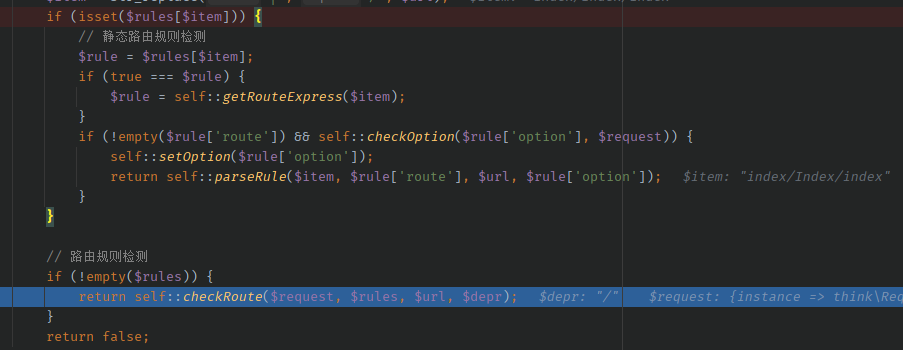 if (isset($rules[$item])) {
// 静态路由规则检测
$rule = $rules[$item];
if (true === $rule) {
$rule = self::getRouteExpress($item);
}
if (!empty($rule['route']) && self::checkOption($rule['option'], $request)) {
self::setOption($rule['option']);
return self::parseRule($item, $rule['route'], $url, $rule['option']); $item: "index/Index/index"
}
}
// 路由规则检测
if (!empty($rules)) {
return self::checkRoute($request, $rules, $url, $depr); $depr: "/" $request: {instance => think\Req
}
return false;